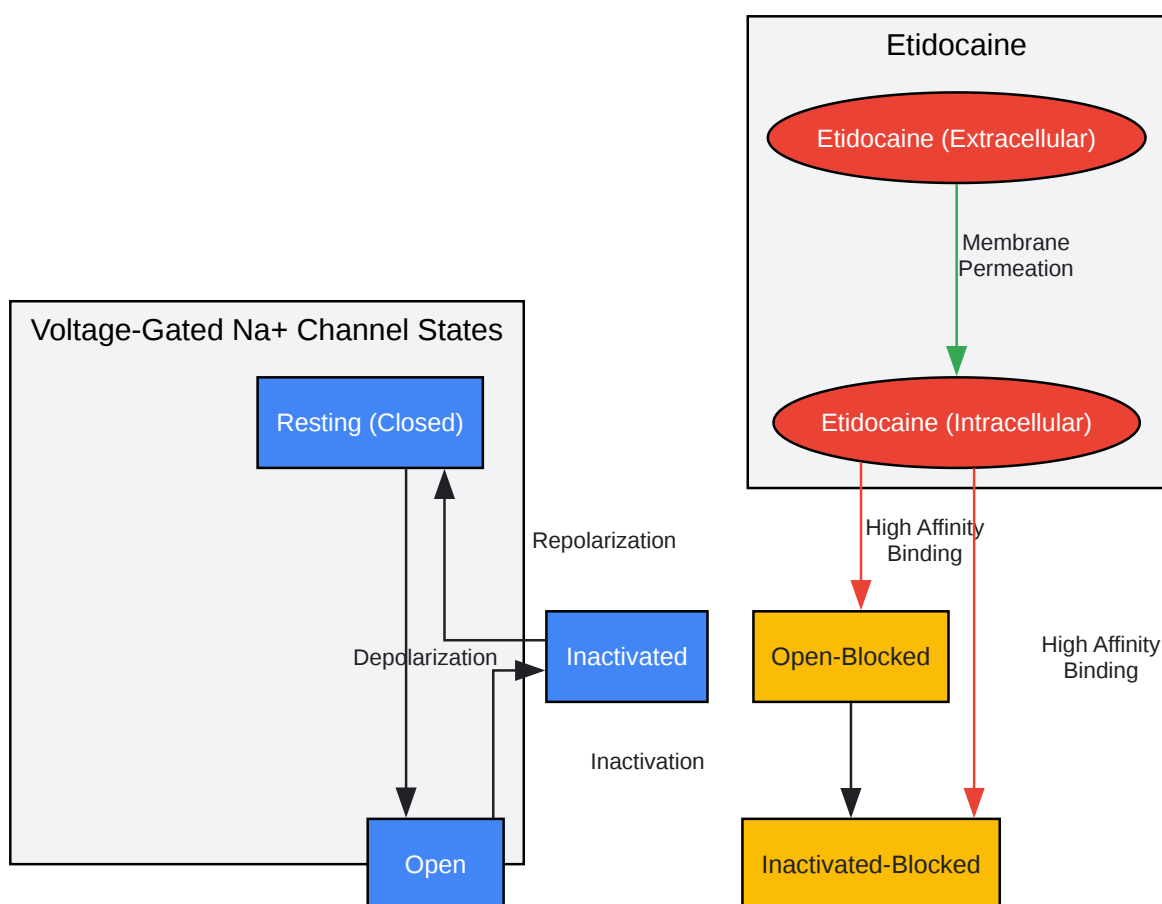 Etidocaine
Etidocaine (Extracellular)
Membrane
Permeation
Voltage-Gated Na+ Channel States
Resting (Closed)
Etidocaine (Intracellular)
Repolarization
High Affinity
Binding
Depolarization
Inactivated
Open-Blocked
High Affinity
Binding
Inactivation
Open
Inactivated-Blocked